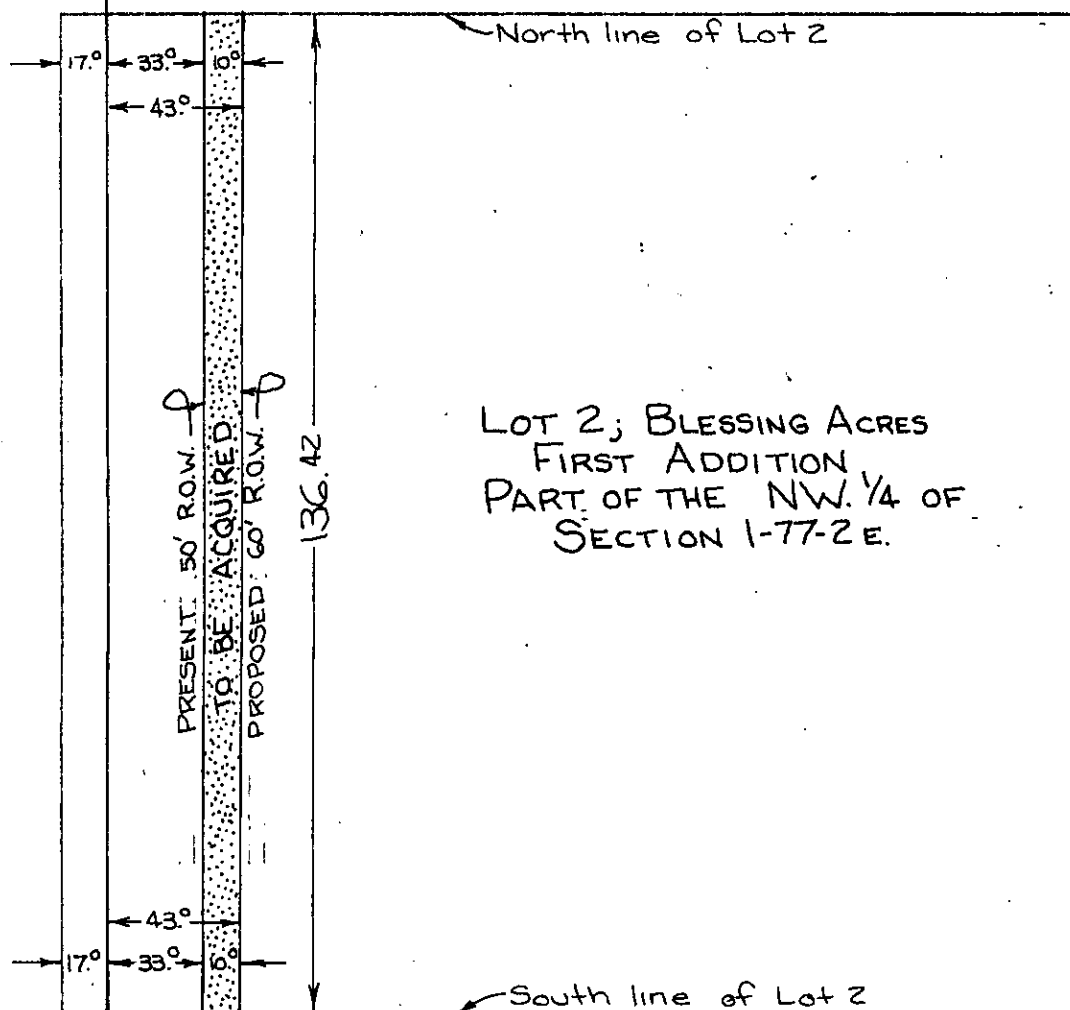 North line of Lot 2
17.0 33.0 10.0
43.0
PRESENT 50' R.O.W.
TO BE ACQUIRED
PROPOSED: 60' R.O.W.
136.42
LOT 2; BLESSING ACRES
FIRST ADDITION
PART OF THE NW. 1/4 OF
SECTION 1-77-2 E.
43.0
17.0 33.0 10.0
South line of Lot 2